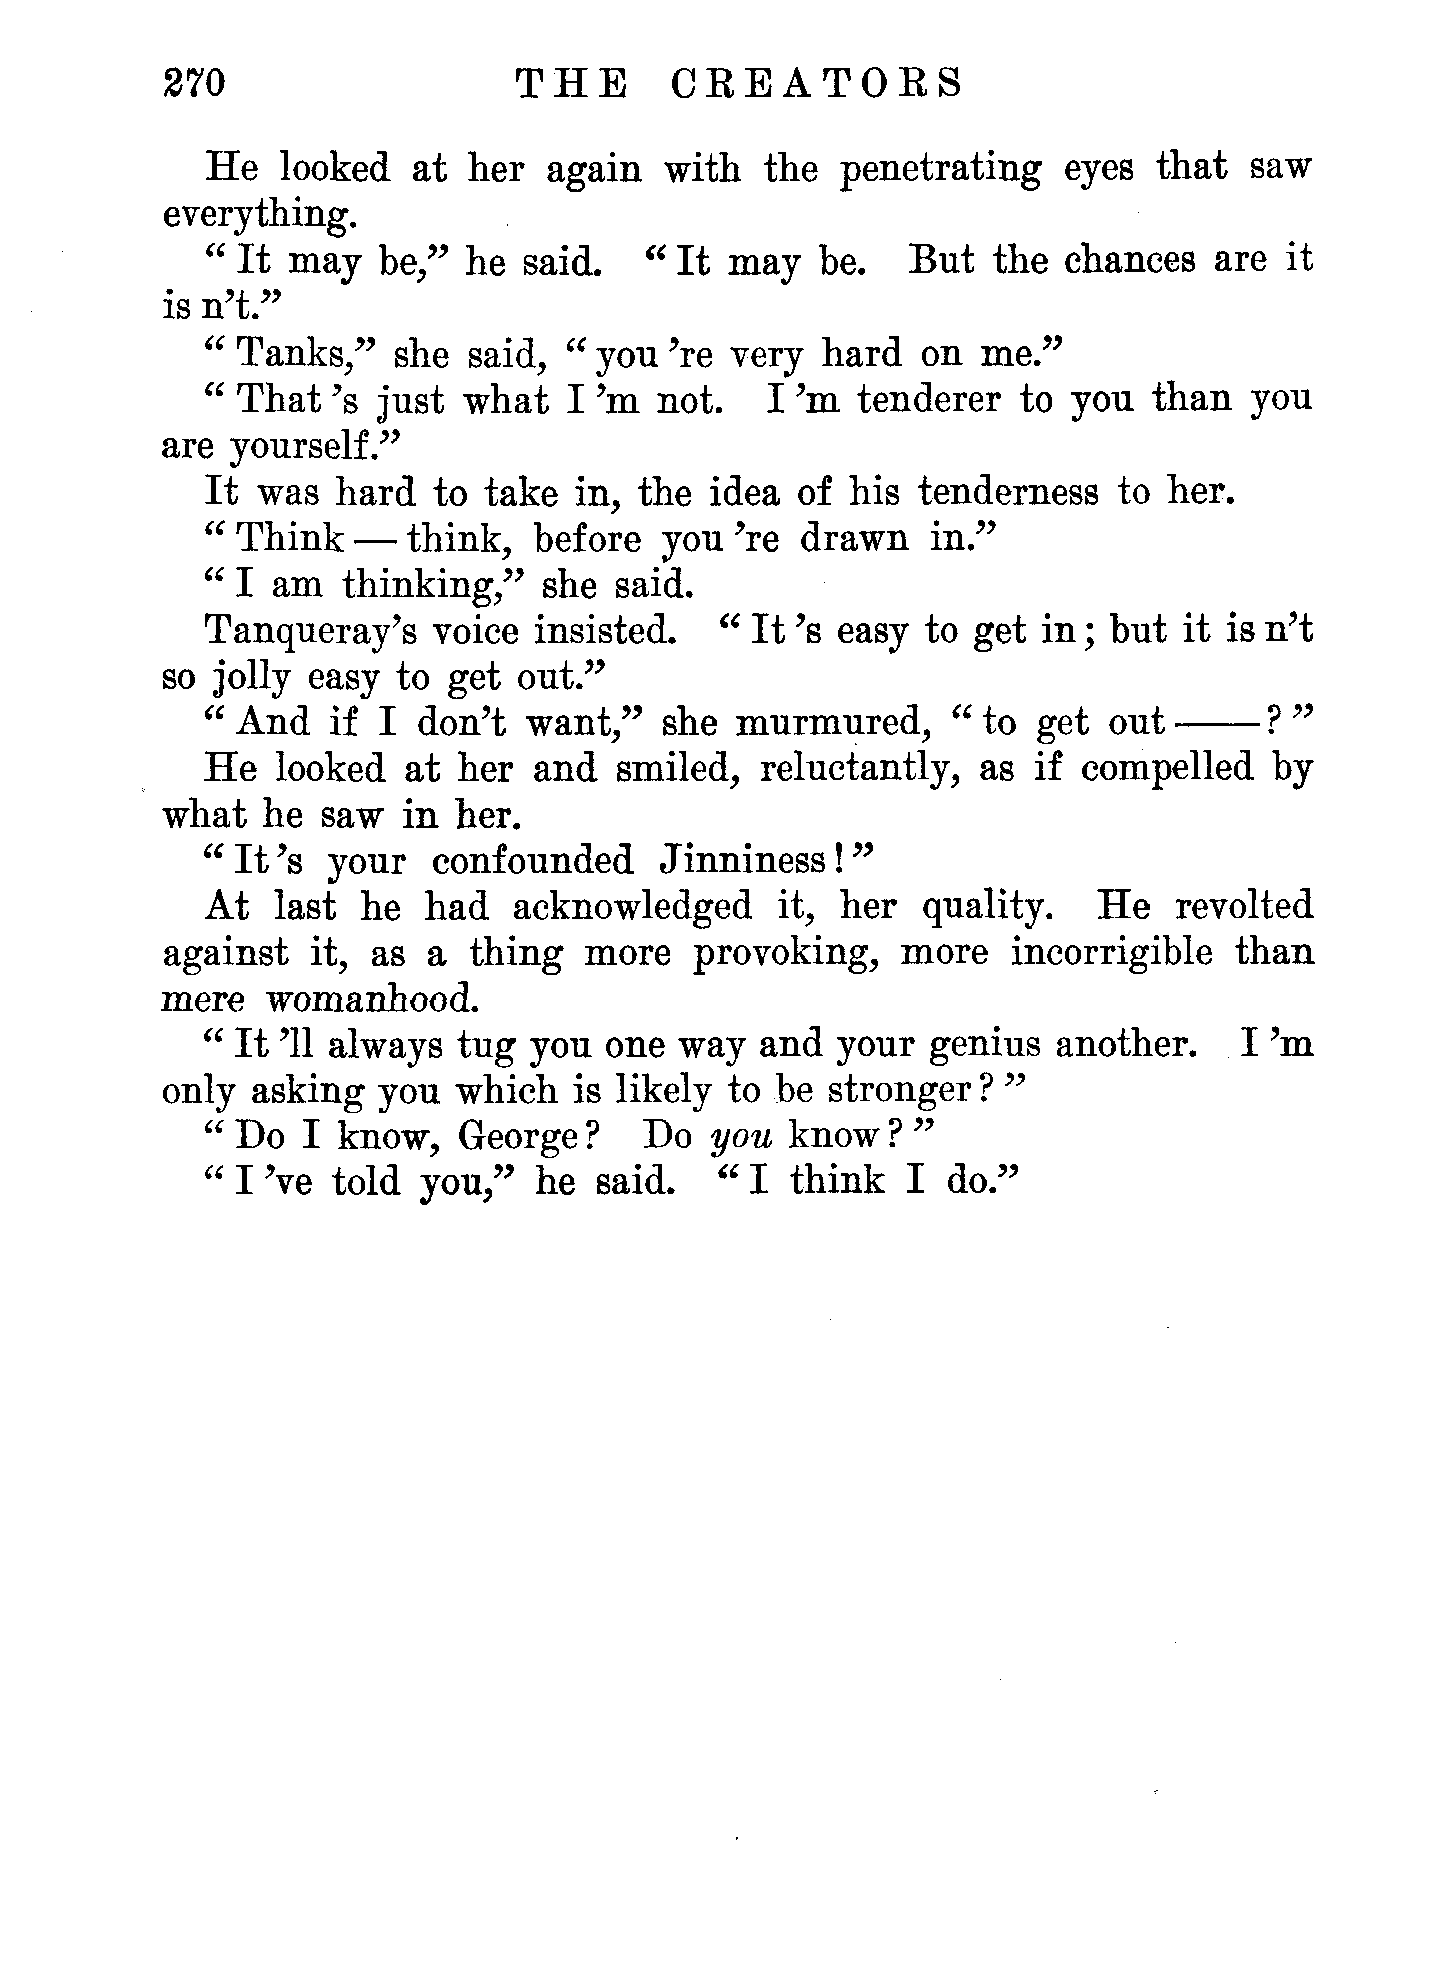 270 THE CREATORS
He looked at her again with the penetrating eyes that saw
everything.
“ It may be,” he said. “ It may be. But the chances are it
is n’t.”
“ Tanks,” she said, “ you ’re very hard on me.”
“ That ’s just what I ’m not. I ’m tenderer to you than you
are yourself.”
It was hard to take in, the idea of his tenderness to her.
“ Think — think, before you ’re drawn in.”
“ I am thinking,” she said.
Tanqueray’s voice insisted. “ It ’s easy to get in; but it is n’t
so jolly easy to get out.”
“ And if I don’t want,” she murmured, “ to get out ——? ”
He looked at her and smiled, reluctantly, as if compelled by
what he saw in her.
“ It ’s your confounded Jinniness! ”
At last he had acknowledged it, her quality. He revolted
against it, as a thing more provoking, more incorrigible than
mere womanhood.
“ It ’ll always tug you one way and your genius another. I ’m
only asking you which is likely to be stronger? ”
“ Do I know, George? Do you know? ”
“ I ’ve told you,” he said. “ I think I do.”